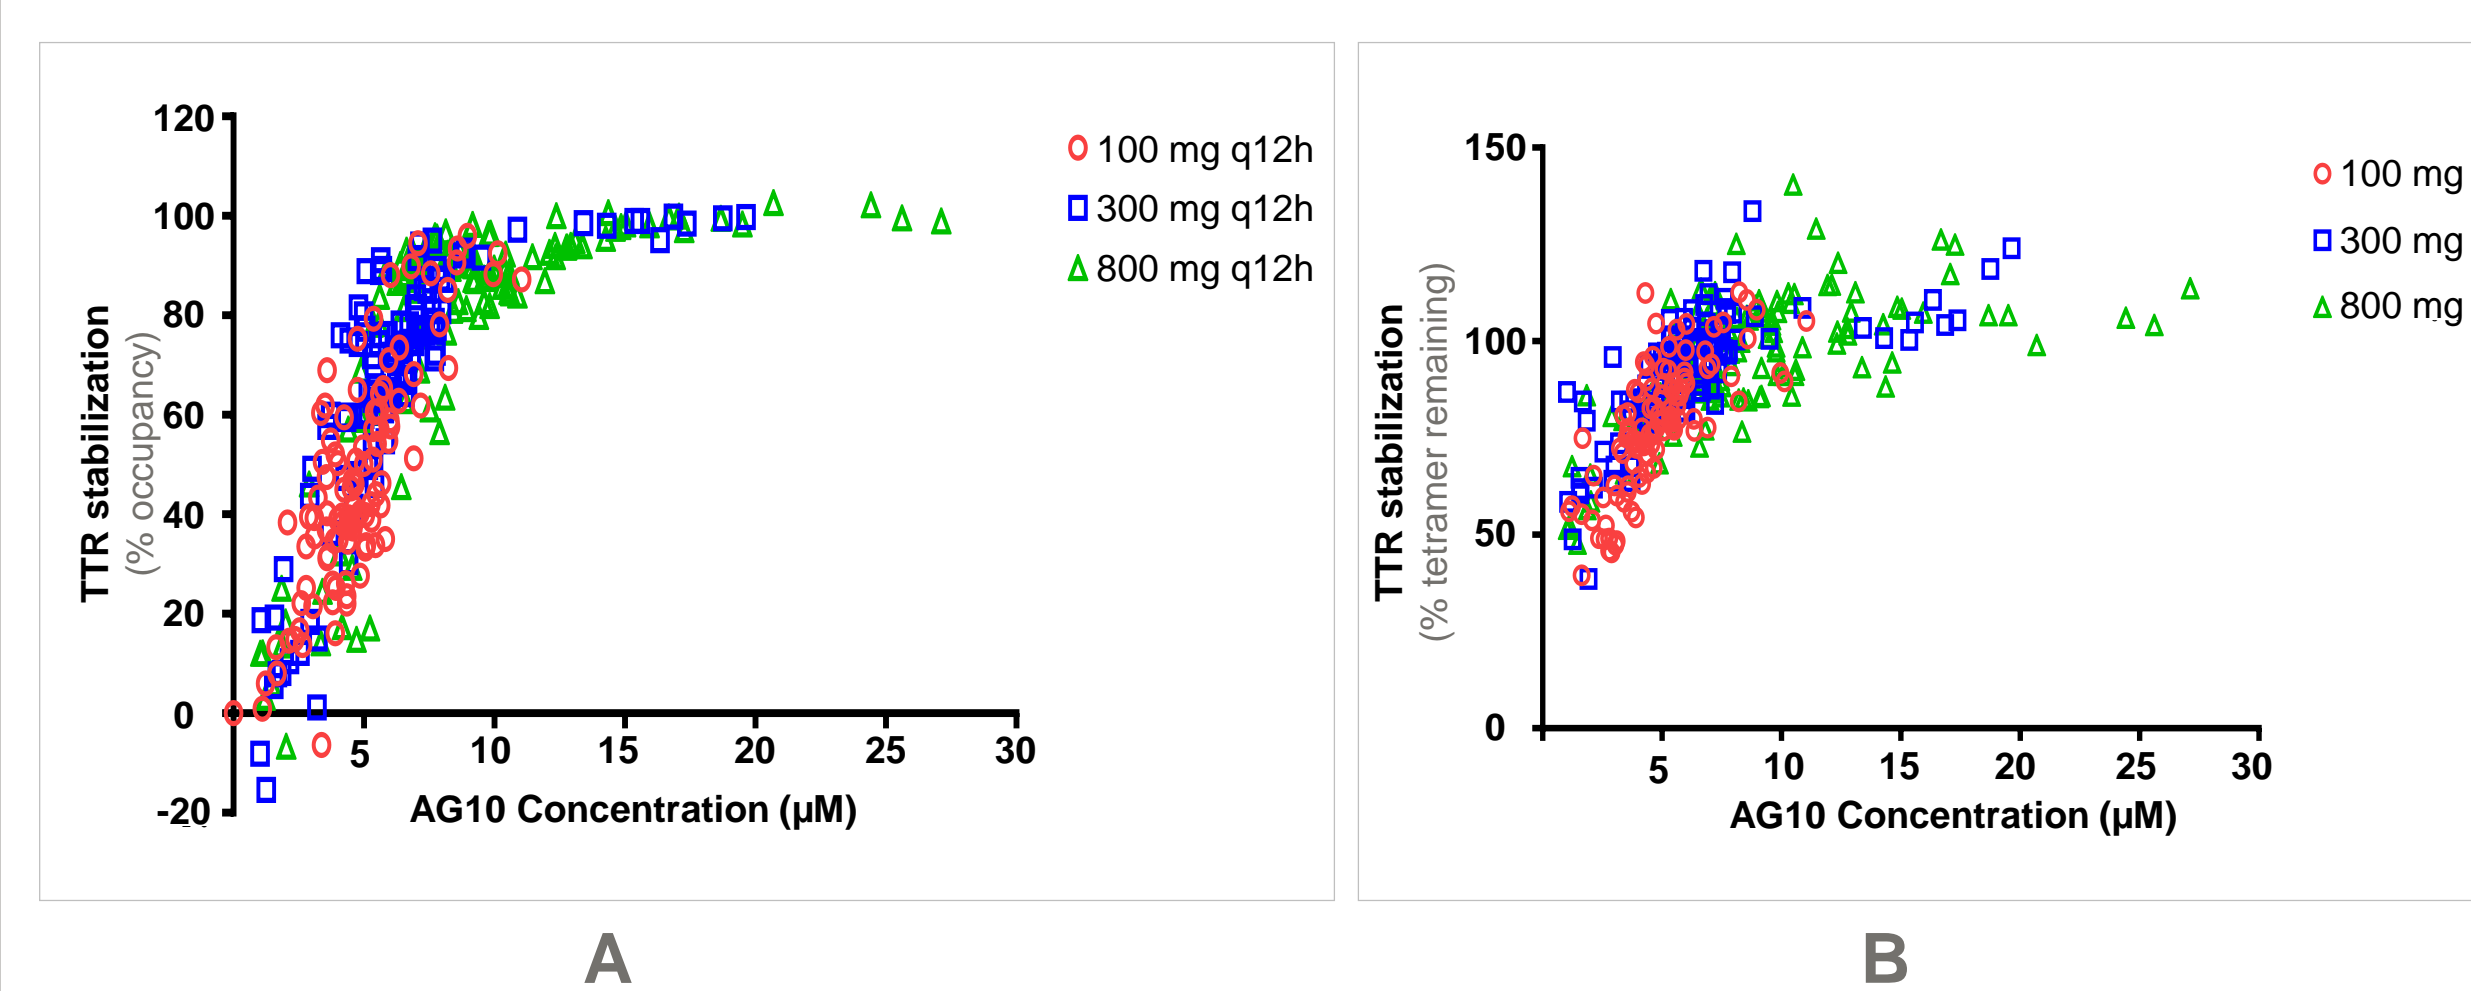 120
100
80
60
40
20
0
-20
TTR stabilization
(% occupancy)
5 10 15 20 25 30
AG10 Concentration (µM)
100 mg q12h
300 mg q12h
800 mg q12h
A
150
100
50
0
TTR stabilization
(% tetramer remaining)
5 10 15 20 25 30
AG10 Concentration (µM)
100 mg
300 mg
800 mg
B